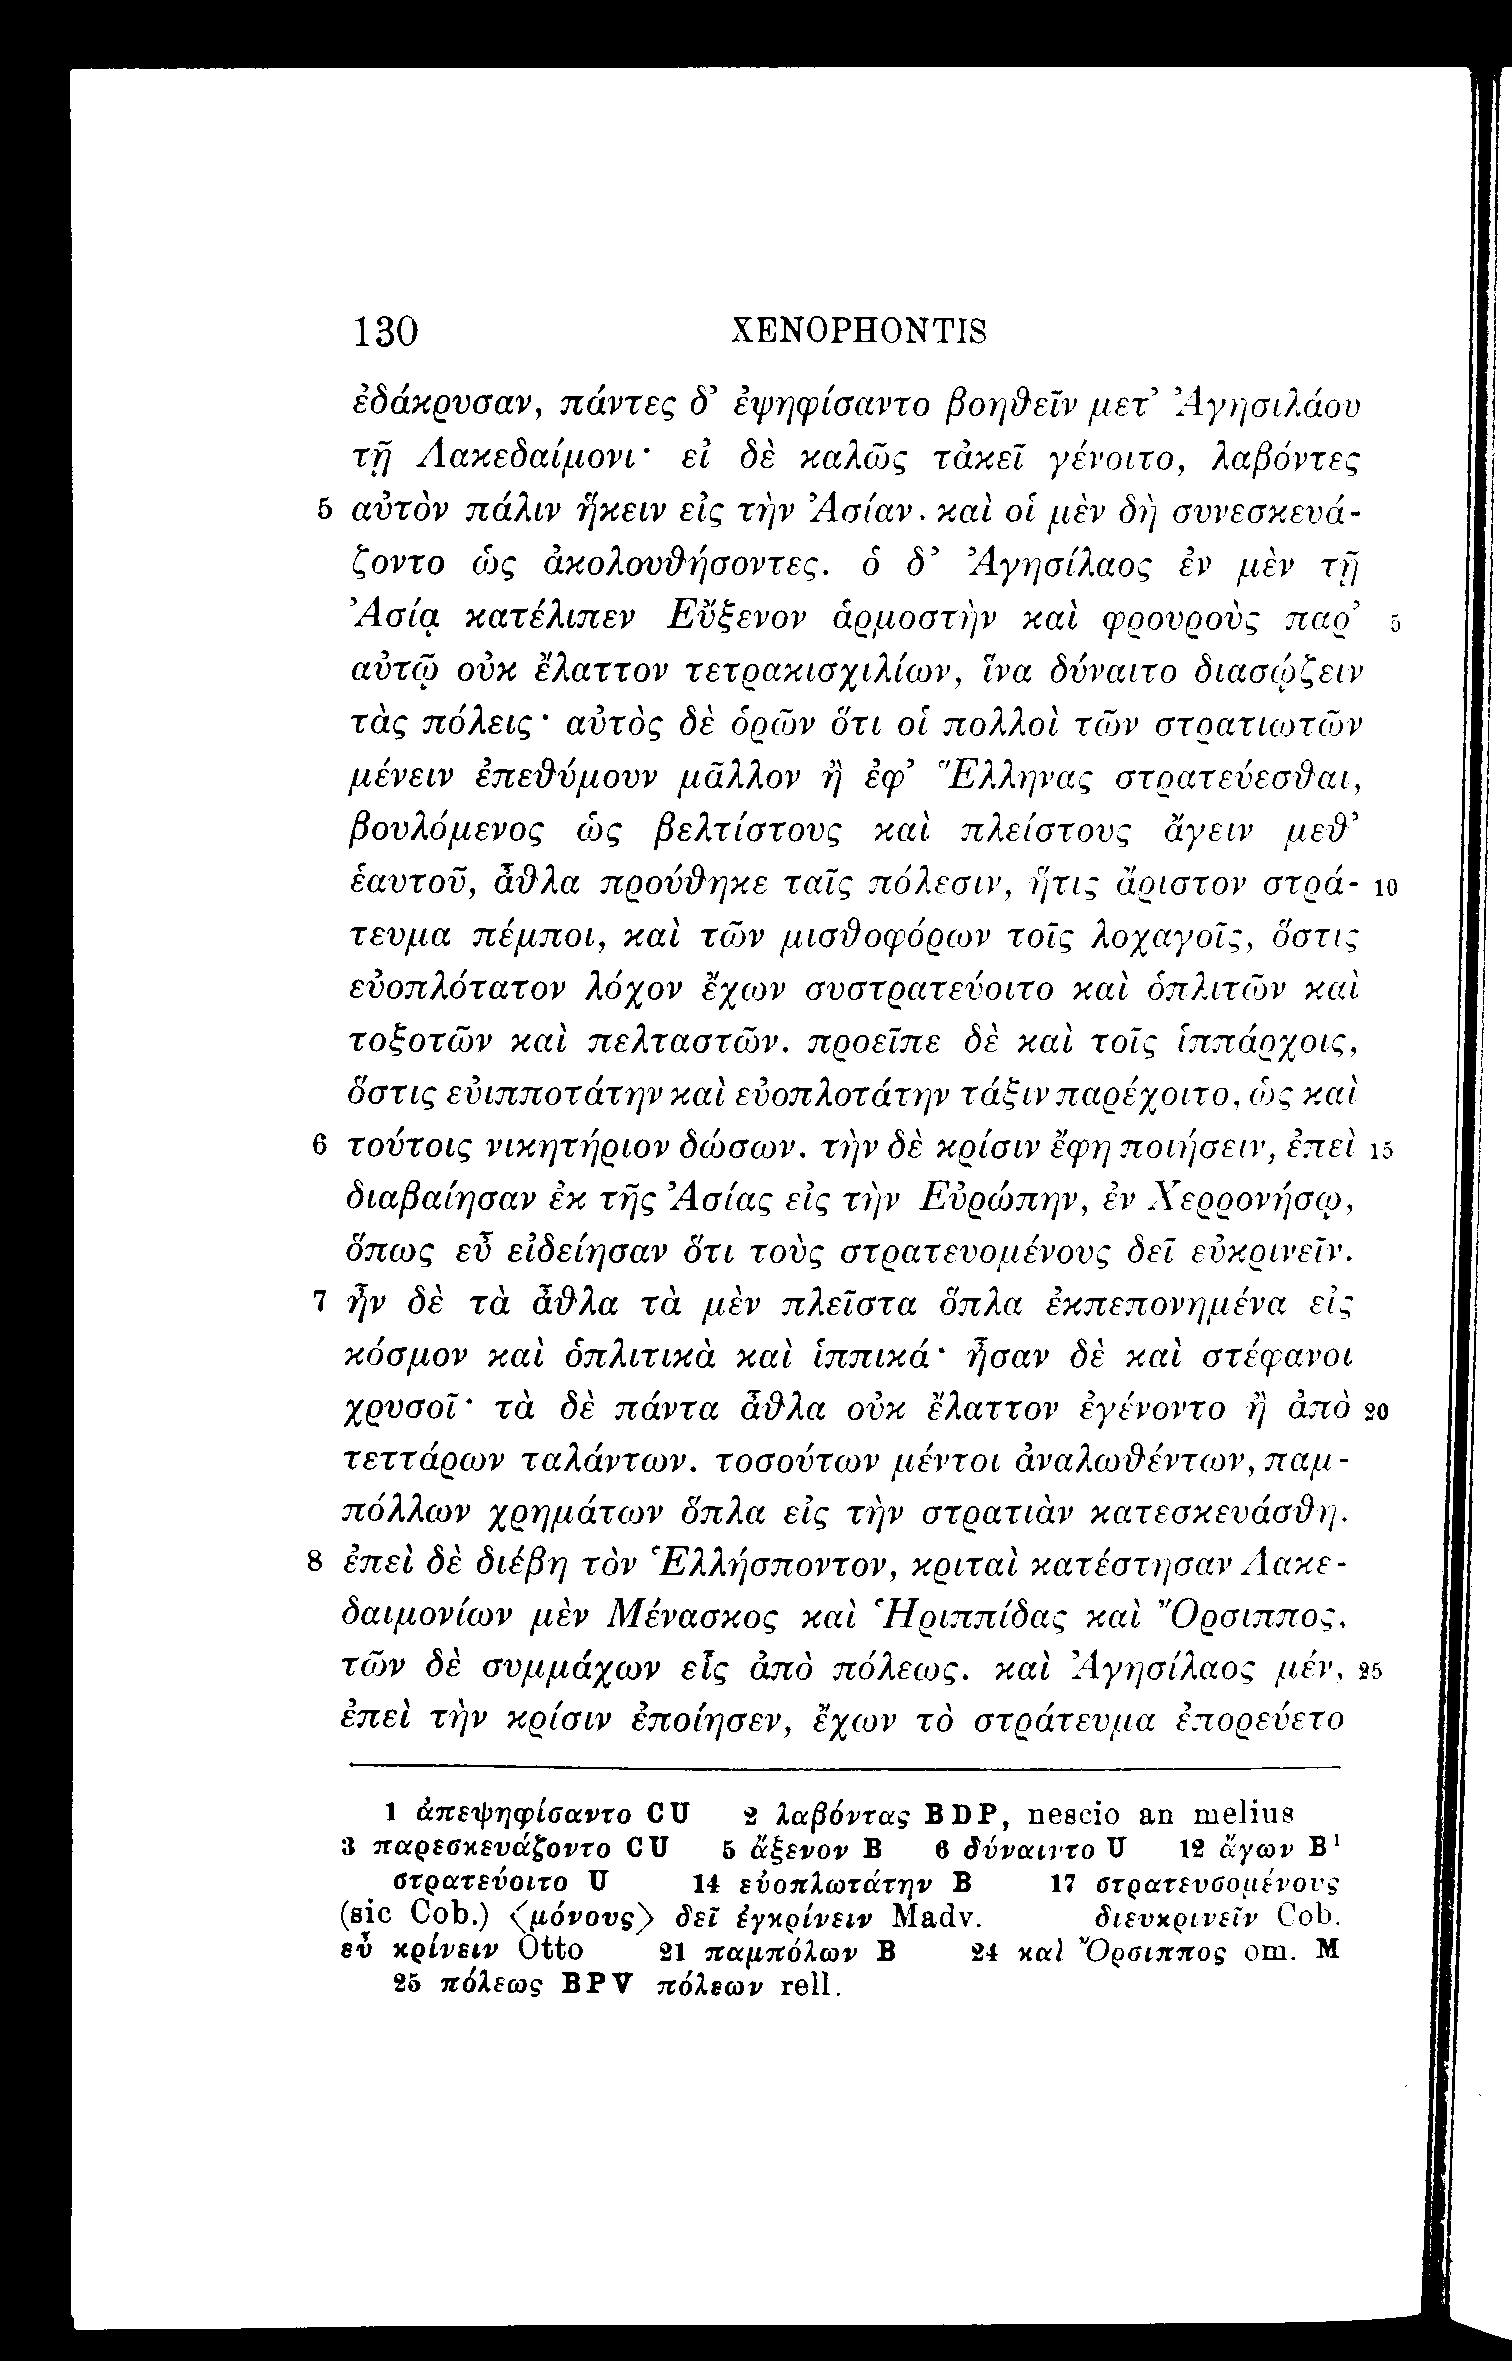 130 XENOPHONTIS
ἐδάκρυσαν, πάντες δ’ ἐψηφίσαντο βοηθεῖν μετ’ Ἀγησιλάου
τῇ Λακεδαίμονι· εἰ δὲ καλῶς τἀκεῖ γένοιτο, λαβόντες
5 αὐτὸν πάλιν ἥκειν εἰς τὴν Ἀσίαν. καὶ οἱ μὲν δὴ συνεσκευά-
ζοντο ὡς ἀκολουθήσοντες. ὁ δ’ Ἀγησίλαος ἐν μὲν τῇ
Ἀσίᾳ κατέλιπεν Εὔξενον ἁρμοστὴν καὶ φρουροὺς παρ’ 5
αὐτῷ οὐκ ἔλαττον τετρακισχιλίων, ἵνα δύναιτο διασῴζειν
τὰς πόλεις· αὐτὸς δὲ ὁρῶν ὅτι οἱ πολλοὶ τῶν στρατιωτῶν
μένειν ἐπεθύμουν μᾶλλον ἢ ἐφ’ Ἕλληνας στρατεύεσθαι,
βουλόμενος ὡς βελτίστους καὶ πλείστους ἄγειν μεθ’
ἑαυτοῦ, ἆθλα προύθηκε ταῖς πόλεσιν, ἥτις ἄριστον στρά- 10
τευμα πέμποι, καὶ τῶν μισθοφόρων τοῖς λοχαγοῖς, ὅστις
εὐοπλότατον λόχον ἔχων συστρατεύοιτο καὶ ὁπλιτῶν καὶ
τοξοτῶν καὶ πελταστῶν. προεῖπε δὲ καὶ τοῖς ἱππάρχοις,
ὅστις εὐιπποτάτην καὶ εὐοπλοτάτην τάξιν παρέχοιτο, ὡς καὶ
6 τούτοις νικητήριον δώσων. τὴν δὲ κρίσιν ἔφη ποιήσειν, ἐπεὶ 15
διαβαίησαν ἐκ τῆς Ἀσίας εἰς τὴν Εὐρώπην, ἐν Χερρονήσῳ,
ὅπως εὖ εἰδείησαν ὅτι τοὺς στρατευομένους δεῖ εὐκρινεῖν.
7 ἦν δὲ τὰ ἆθλα τὰ μὲν πλεῖστα ὅπλα ἐκπεπονημένα εἰς
κόσμον καὶ ὁπλιτικὰ καὶ ἱππικά· ἦσαν δὲ καὶ στέφανοι
χρυσοῖ· τὰ δὲ πάντα ἆθλα οὐκ ἔλαττον ἐγένοντο ἢ ἀπὸ 20
τεττάρων ταλάντων. τοσούτων μέντοι ἀναλωθέντων, παμ-
πόλλων χρημάτων ὅπλα εἰς τὴν στρατιὰν κατεσκευάσθη.
8 ἐπεὶ δὲ διέβη τὸν Ἑλλήσποντον, κριταὶ κατέστησαν Λακε-
δαιμονίων μὲν Μένασκος καὶ Ἡριππίδας καὶ Ὄρσιππος,
τῶν δὲ συμμάχων εἷς ἀπὸ πόλεως. καὶ Ἀγησίλαος μέν, 25
ἐπεὶ τὴν κρίσιν ἐποίησεν, ἔχων τὸ στράτευμα ἐπορεύετο
1 ἀπεψηφίσαντο CU 2 λαβόντας BDP, nescio an melius
3 παρεσκευάζοντο CU 5 ἄξενον B 6 δύναιντο U 12 ἄγων B¹
στρατεύοιτο U 14 εὐοπλωτάτην B 17 στρατευσομένους
(sic Cob.) &lt;μόνους&gt; δεῖ ἐγκρίνειν Madv. διευκρινεῖν Cob.
εὖ κρίνειν Otto 21 παμπόλων B 24 καὶ Ὄρσιππος om. M
25 πόλεως BPV πόλεων rell.